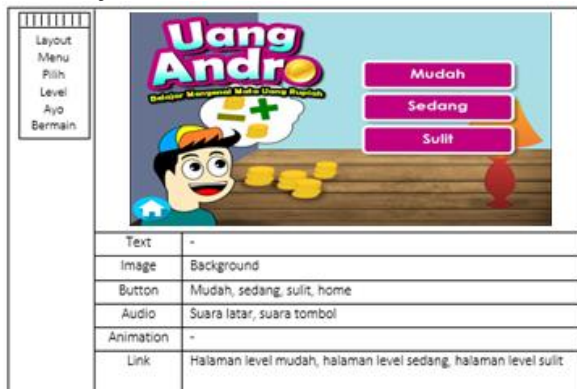 Layout
Menu
Pilih
Level
Ayo
Bermain
Uang
Andro
Belajar Mengenal Mata Uang Rupiah
Mudah
Sedang
Sulit
Text -
Image Background
Button Mudah, sedang, sulit, home
Audio Suara latar, suara tombol
Animation -
Link Halaman level mudah, halaman level sedang, halaman level sulit